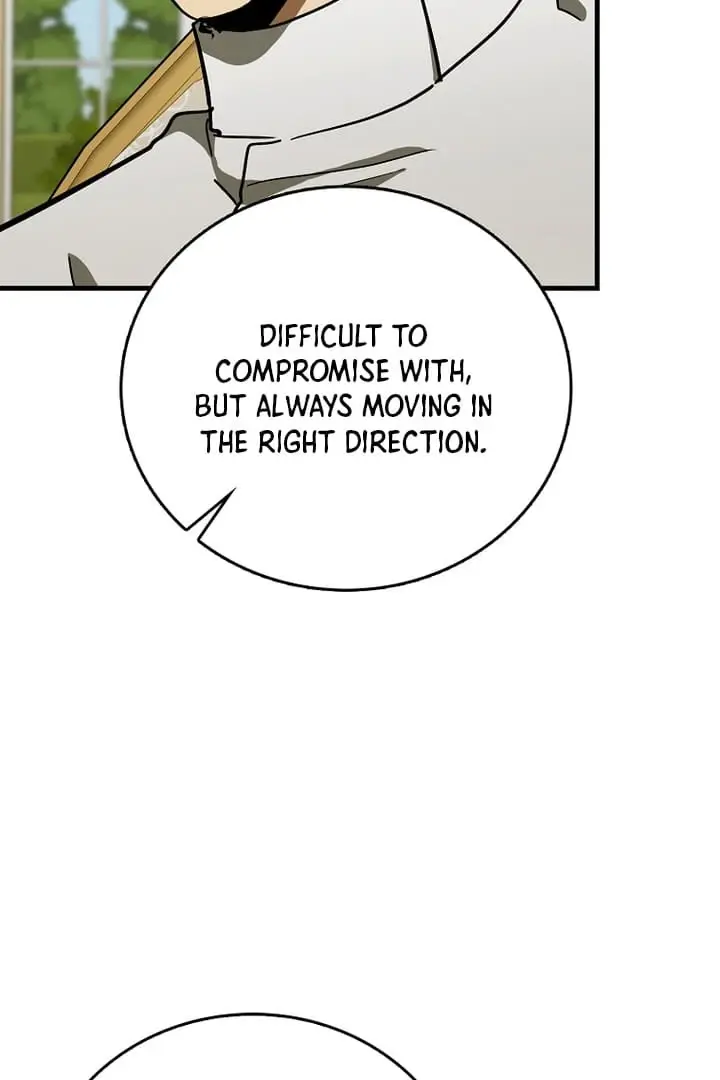 DIFFICULT TO
COMPROMISE WITH,
BUT ALWAYS MOVING IN
THE RIGHT DIRECTION.